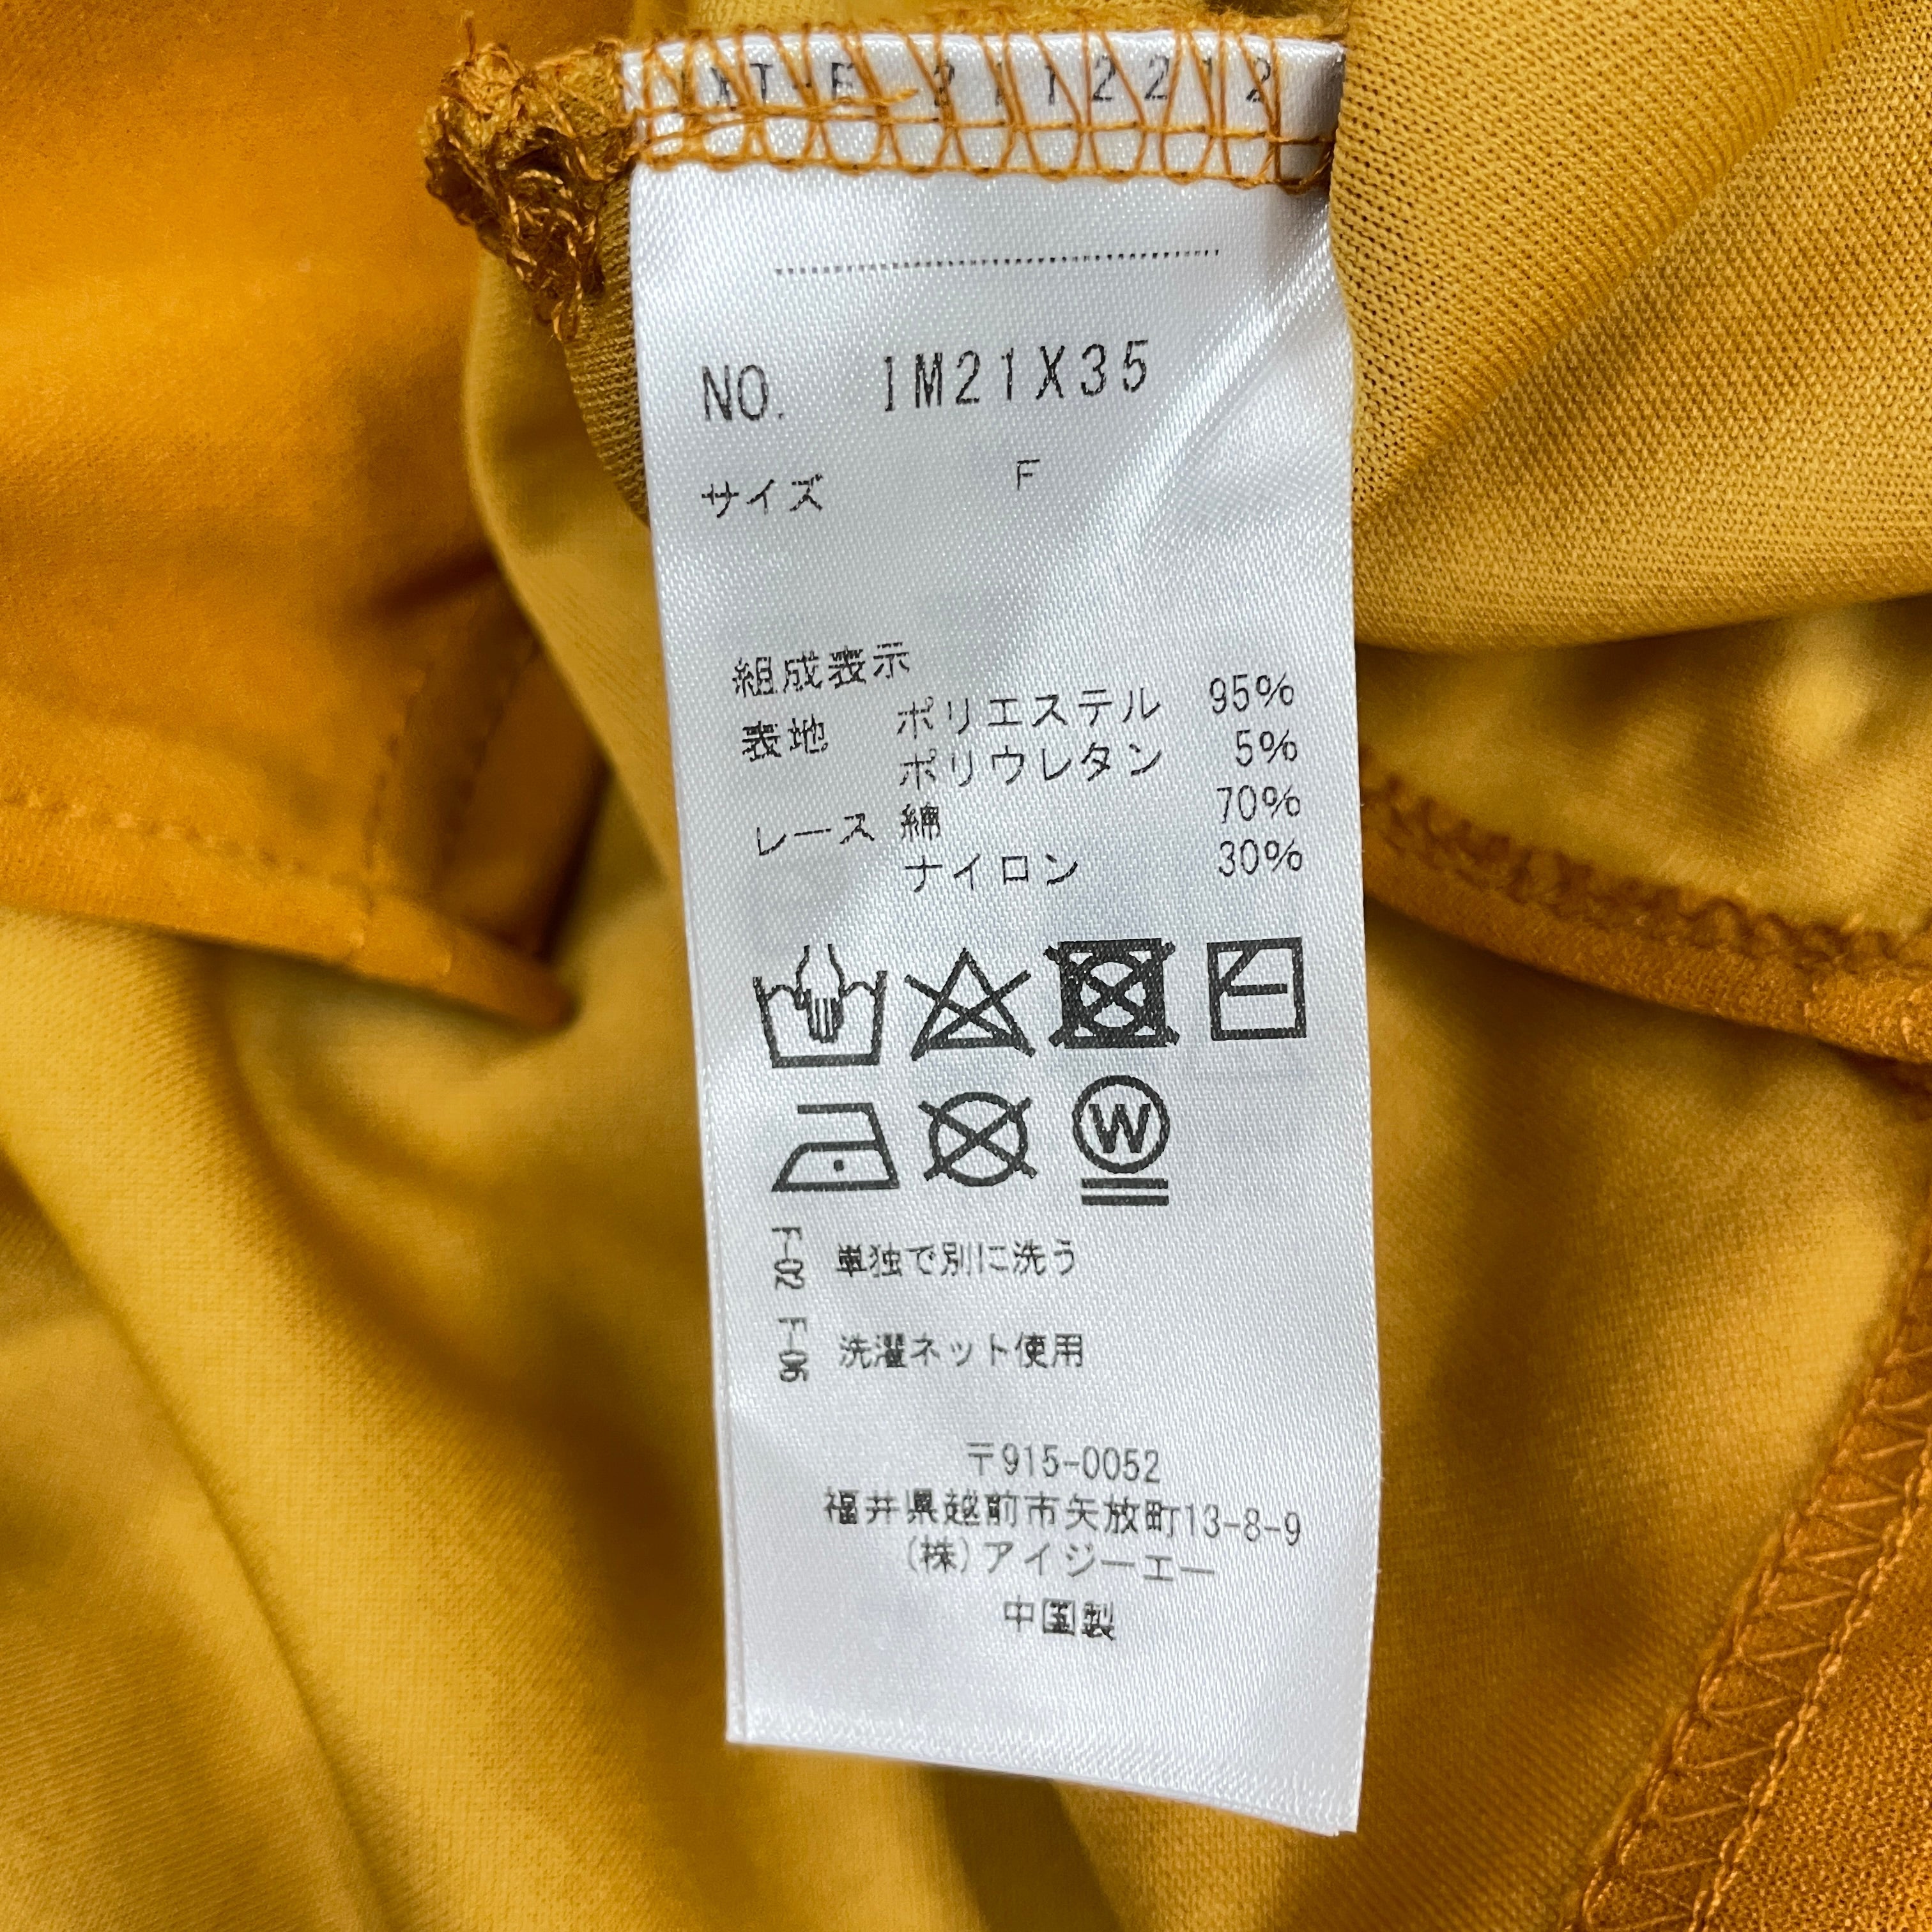 NO. IM21X35
サイズ F
組成表示
表地 ポリエステル 95%
ポリウレタン 5%
レース 綿 70%
ナイロン 30%
W
F-02 単独で別に洗う
F-06 洗濯ネット使用
〒915-0052
福井県越前市矢放町13-8-9
(株)アイジーエー
中国製